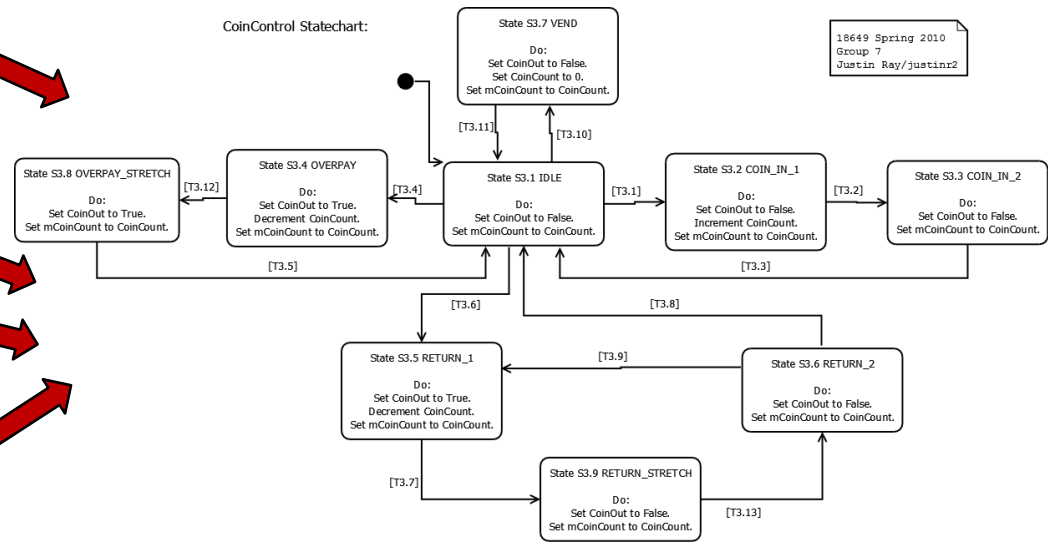 CoinControl Statechart:
18649 Spring 2010
Group 7
Justin Ray/justinr2
State S3.7 VEND
Do:
Set CoinOut to False.
Set CoinCount to 0.
Set mCoinCount to CoinCount.
[T3.11]
[T3.10]
State S3.8 OVERPAY_STRETCH
Do:
Set CoinOut to True.
Set mCoinCount to CoinCount.
[T3.12]
State S3.4 OVERPAY
Do:
Set CoinOut to True.
Decrement CoinCount.
Set mCoinCount to CoinCount.
[T3.4]
State S3.1 IDLE
Do:
Set CoinOut to False.
Set mCoinCount to CoinCount.
[T3.1]
State S3.2 COIN_IN_1
Do:
Set CoinOut to False.
Increment CoinCount.
Set mCoinCount to CoinCount.
[T3.2]
State S3.3 COIN_IN_2
Do:
Set CoinOut to False.
Set mCoinCount to CoinCount.
[T3.5]
[T3.3]
[T3.6]
[T3.8]
State S3.5 RETURN_1
Do:
Set CoinOut to True.
Decrement CoinCount.
Set mCoinCount to CoinCount.
[T3.9]
State S3.6 RETURN_2
Do:
Set CoinOut to False.
Set mCoinCount to CoinCount.
[T3.7]
State S3.9 RETURN_STRETCH
Do:
Set CoinOut to False.
Set mCoinCount to CoinCount.
[T3.13]